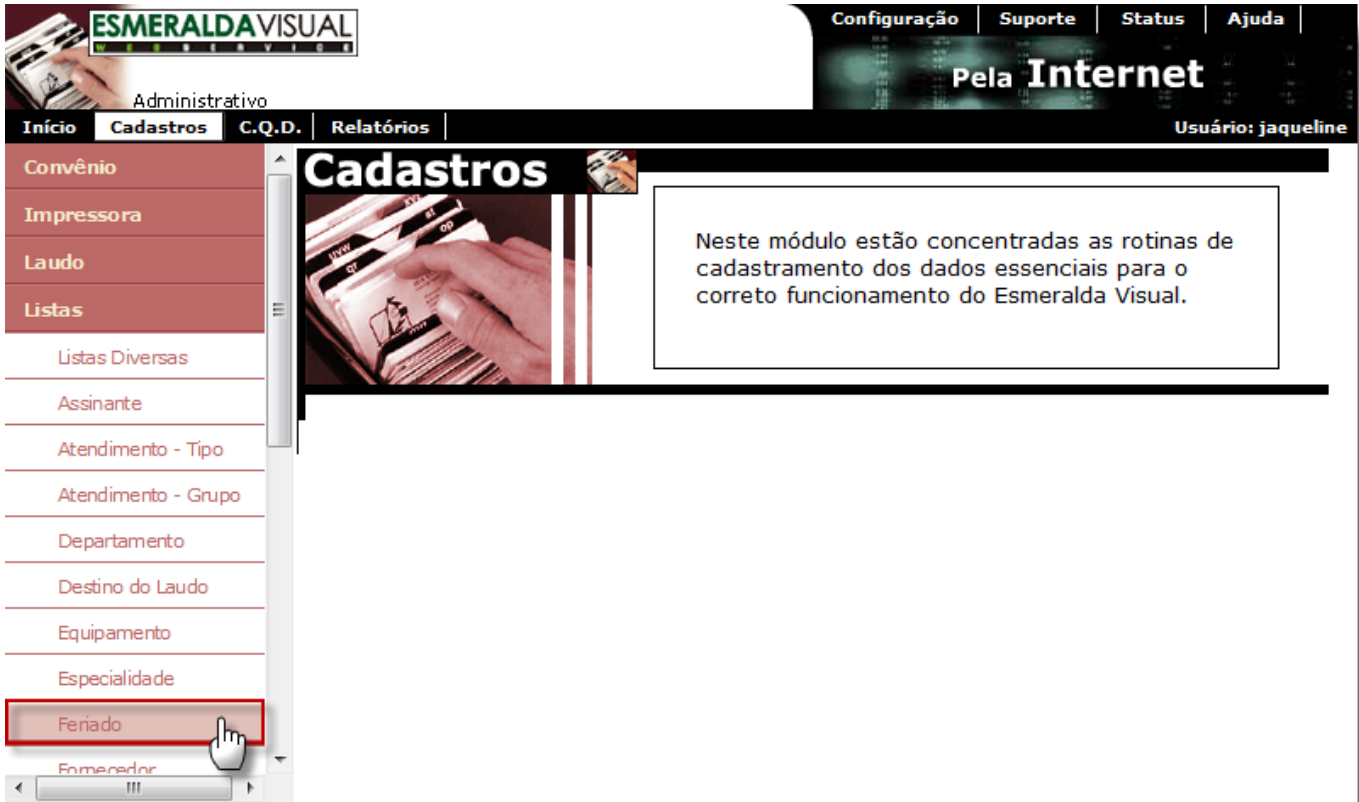 ESMERALDAVISUAL
WEB SERVICE
Administrativo
Configuração Suporte Status Ajuda
Pela Internet
Início Cadastros C.Q.D. Relatórios Usuário: jaqueline
Convênio
Impressora
Laudo
Listas
Listas Diversas
Assinante
Atendimento - Tipo
Atendimento - Grupo
Departamento
Destino do Laudo
Equipamento
Especialidade
Feriado
Fornecedor
Cadastros
Neste módulo estão concentradas as rotinas de
cadastramento dos dados essenciais para o
correto funcionamento do Esmeralda Visual.